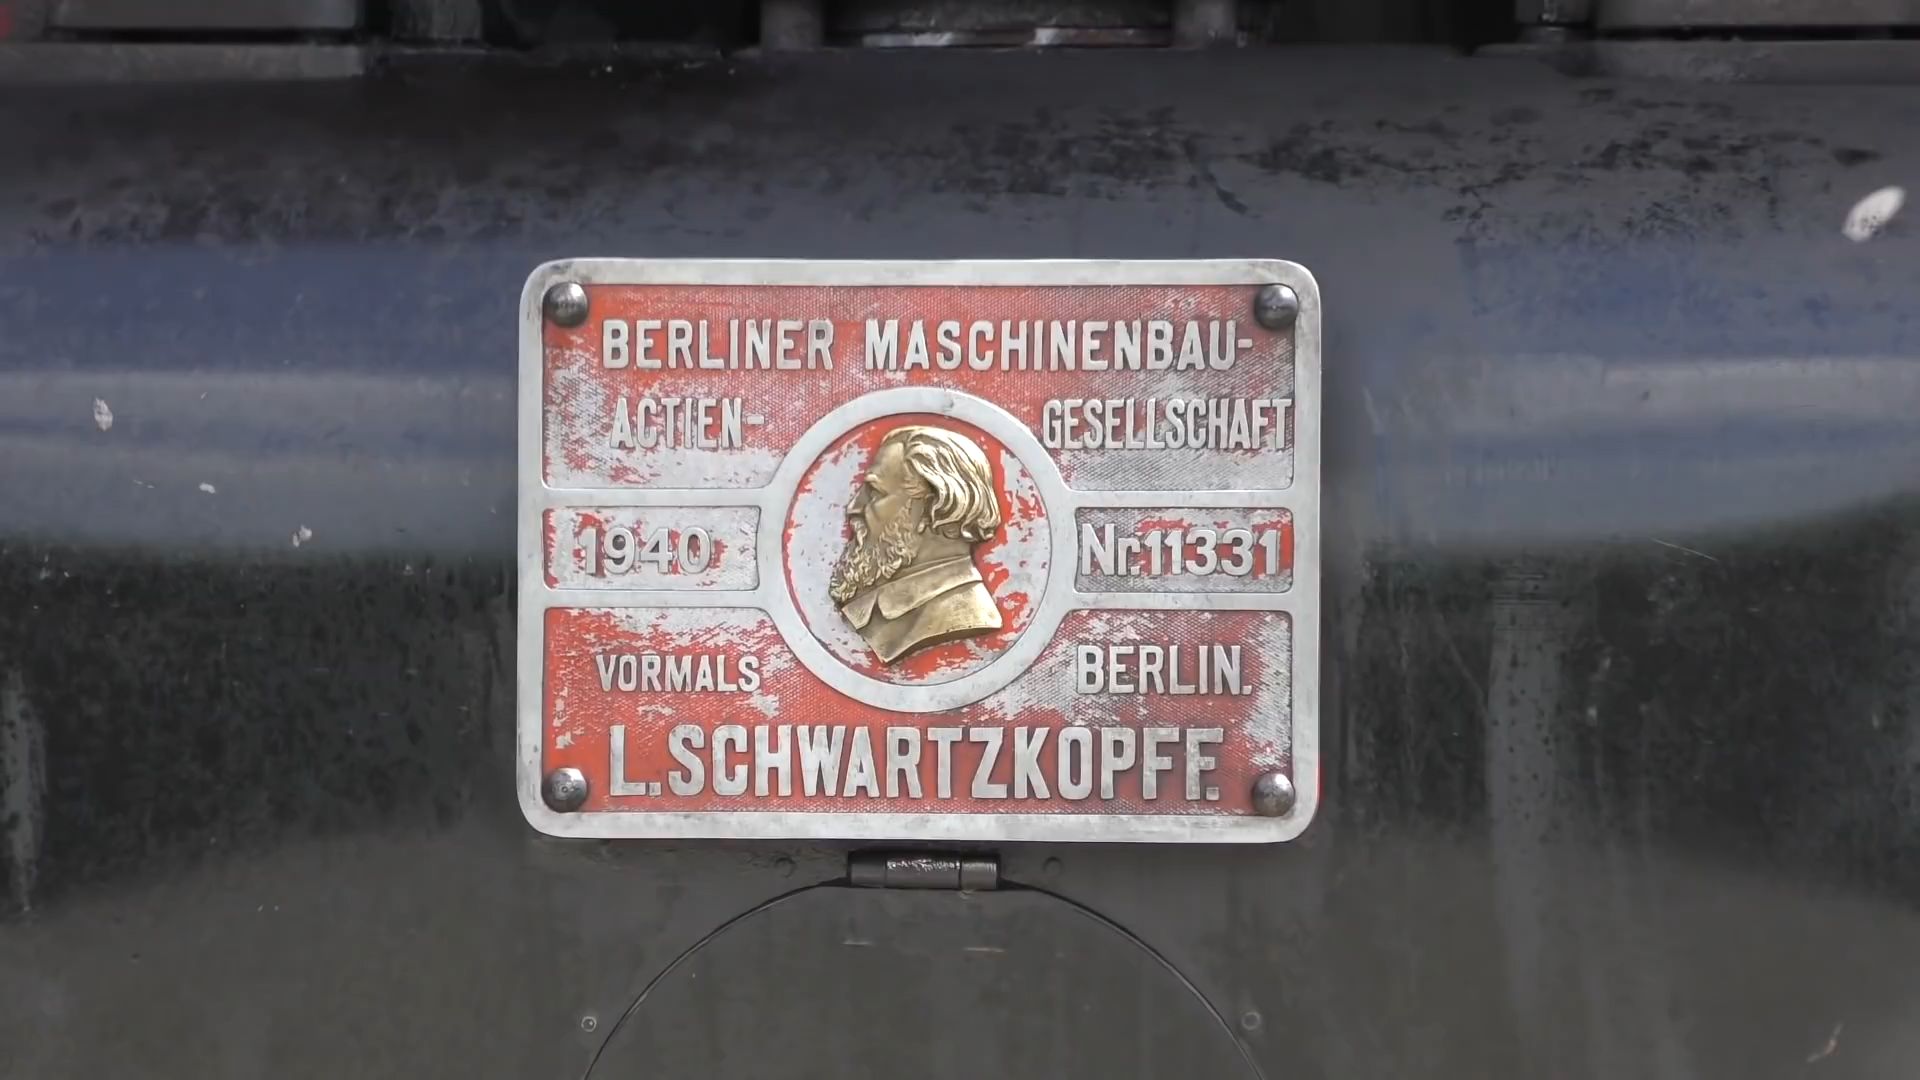 BERLINER MASCHINENBAU-
ACTIEN- GESELLSCHAFT
1940 Nr.11331
VORMALS BERLIN.
L.SCHWARTZKOPFF.